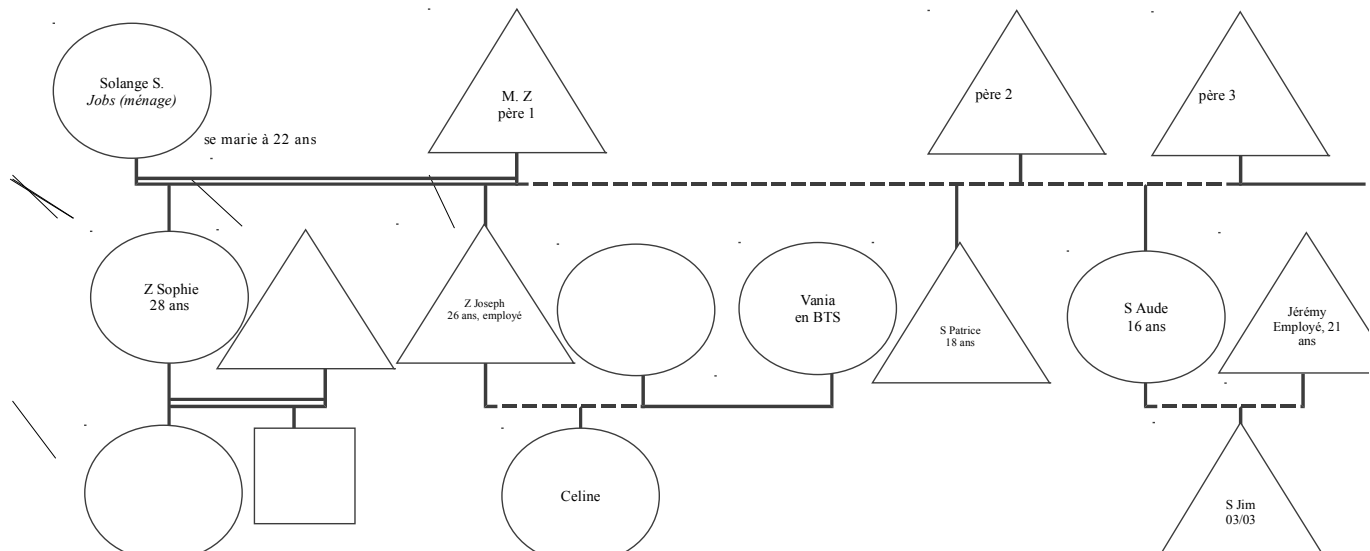 Solange S.
Jobs (ménage)
M. Z
père 1
père 2
père 3
se marie à 22 ans
Z Sophie
28 ans
Z Joseph
26 ans, employé
Vania
en BTS
S Patrice
18 ans
S Aude
16 ans
Jérémy
Employé, 21
ans
Celine
S Jim
03/03